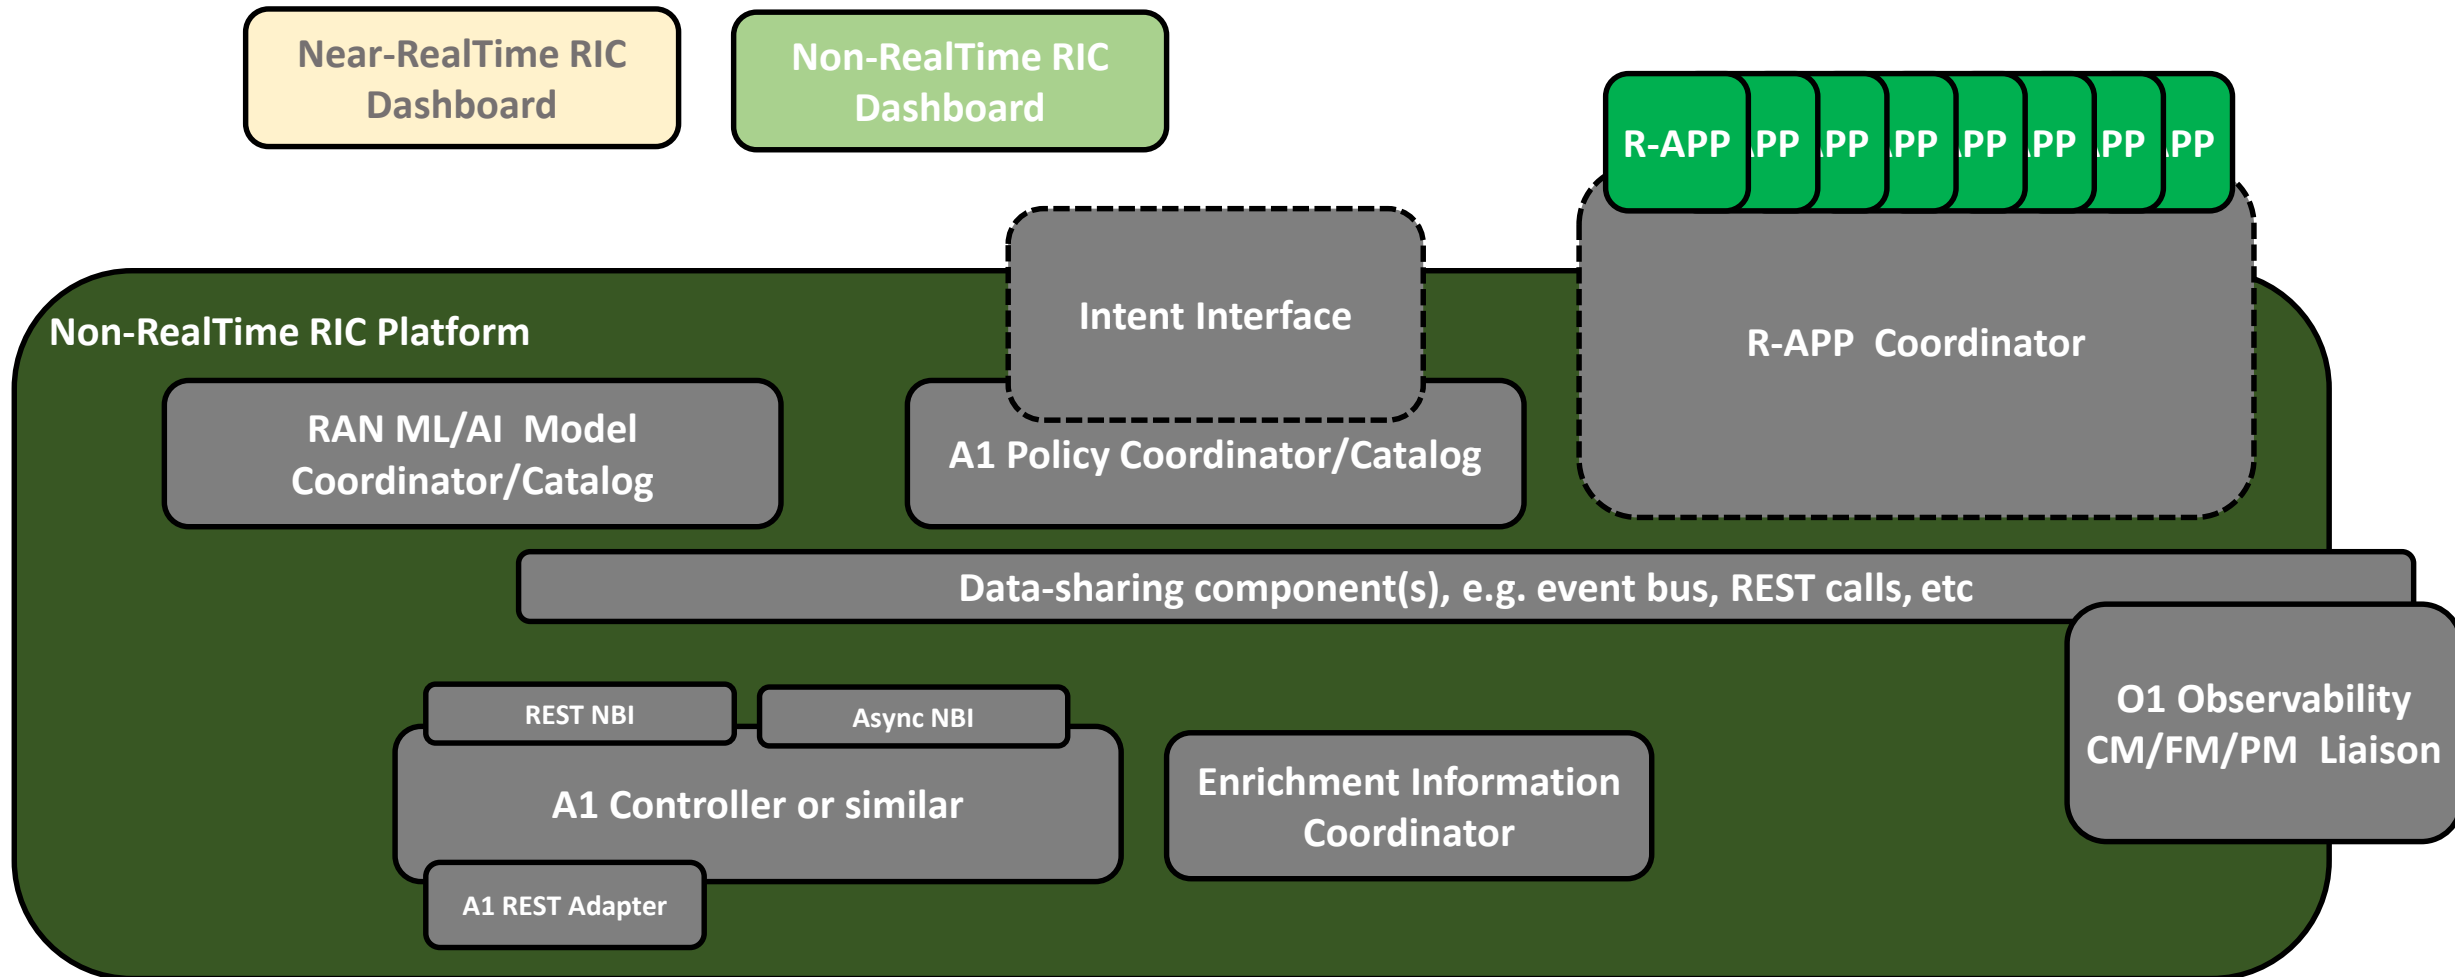 Near-RealTime RIC
Dashboard
Non-RealTime RIC
Dashboard
R-APP
APP
PP
PP
PP
PP
PP
PP
Intent Interface
R-APP  Coordinator
Non-RealTime RIC Platform
RAN ML/AI  Model
Coordinator/Catalog
A1 Policy Coordinator/Catalog
Data-sharing component(s), e.g. event bus, REST calls, etc
REST NBI
Async NBI
A1 Controller or similar
A1 REST Adapter
Enrichment Information
Coordinator
O1 Observability
CM/FM/PM  Liaison